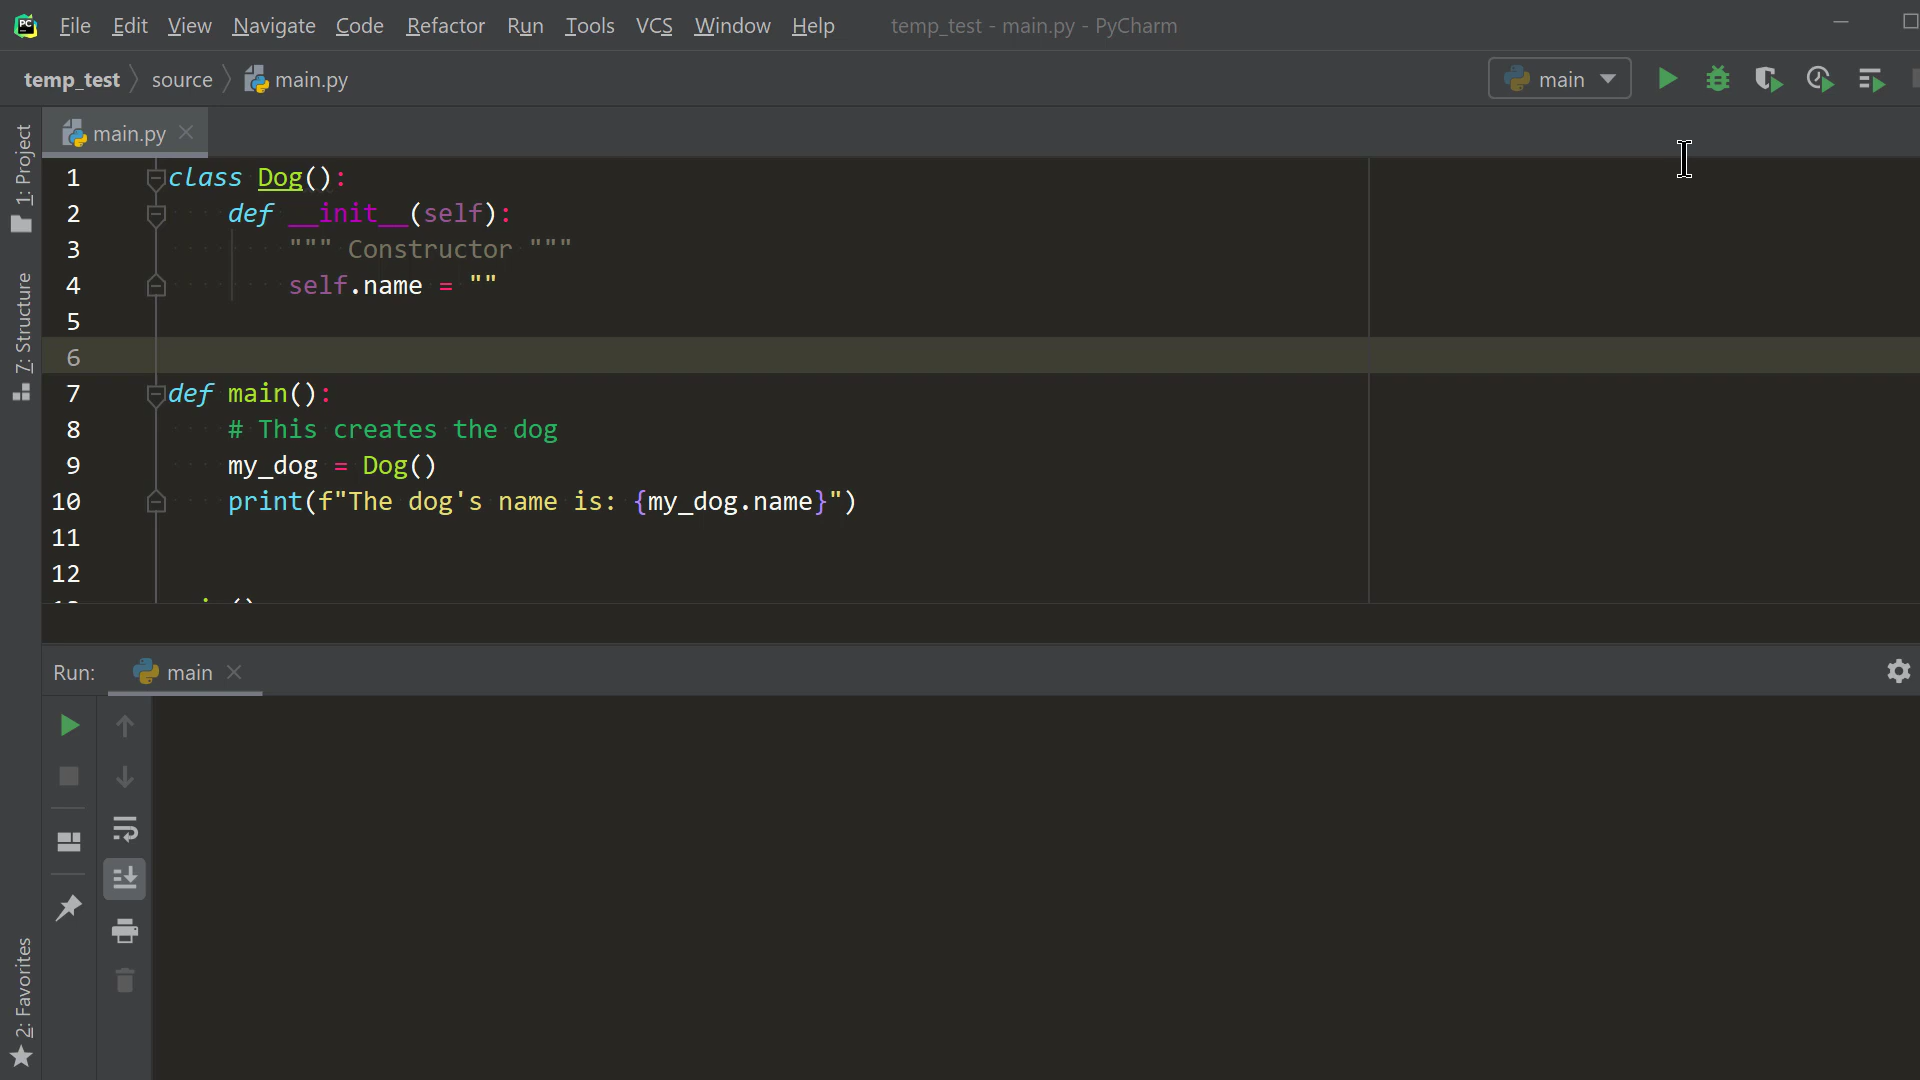 PC File Edit View Navigate Code Refactor Run Tools VCS Window Help temp_test - main.py - PyCharm
temp_test source main.py main
1: Project
7: Structure
2: Favorites
main.py
1 class Dog():
2 def __init__(self):
3 """ Constructor """
4 self.name = ""
5
6
7 def main():
8 # This creates the dog
9 my_dog = Dog()
10 print(f"The dog's name is: {my_dog.name}")
11
12
Run: main